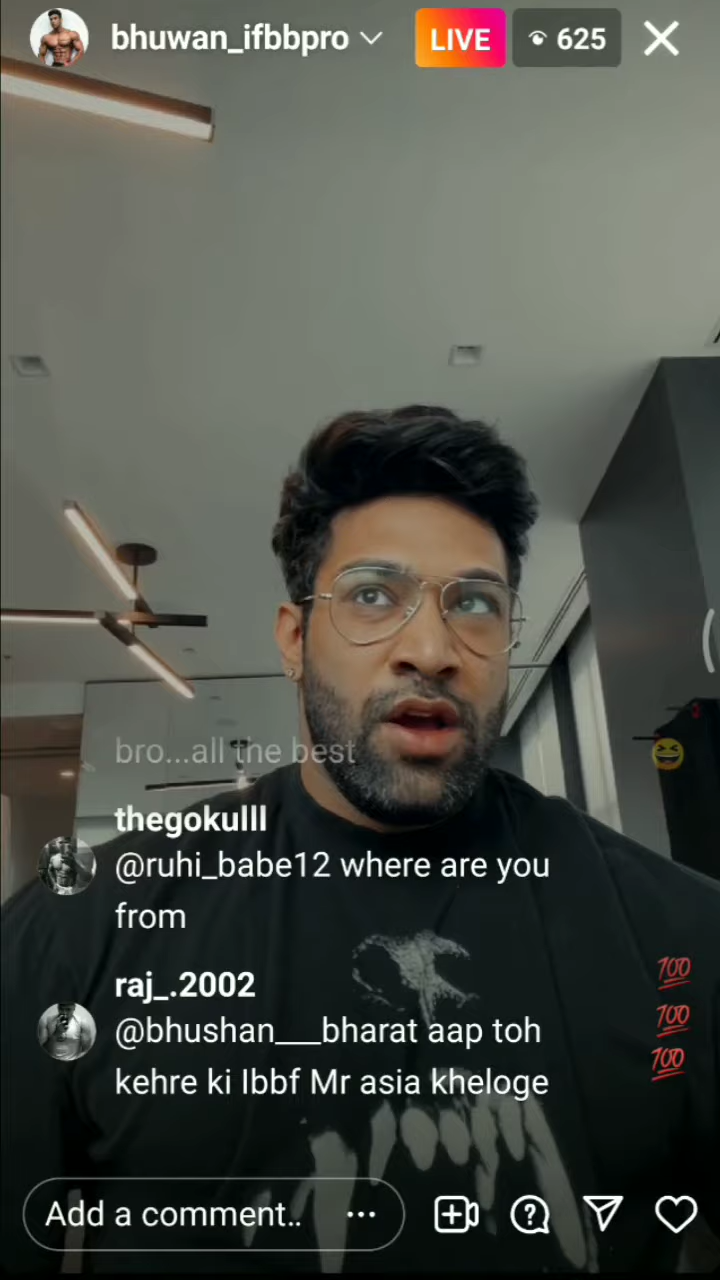 bhuwan_ifbbpro
LIVE
625
bro...all the best
thegokulll
@ruhi_babe12 where are you
from
raj_.2002
@bhushan___bharat aap toh
kehre ki Ibbf Mr asia kheloge
💯
💯
💯
Add a comment..